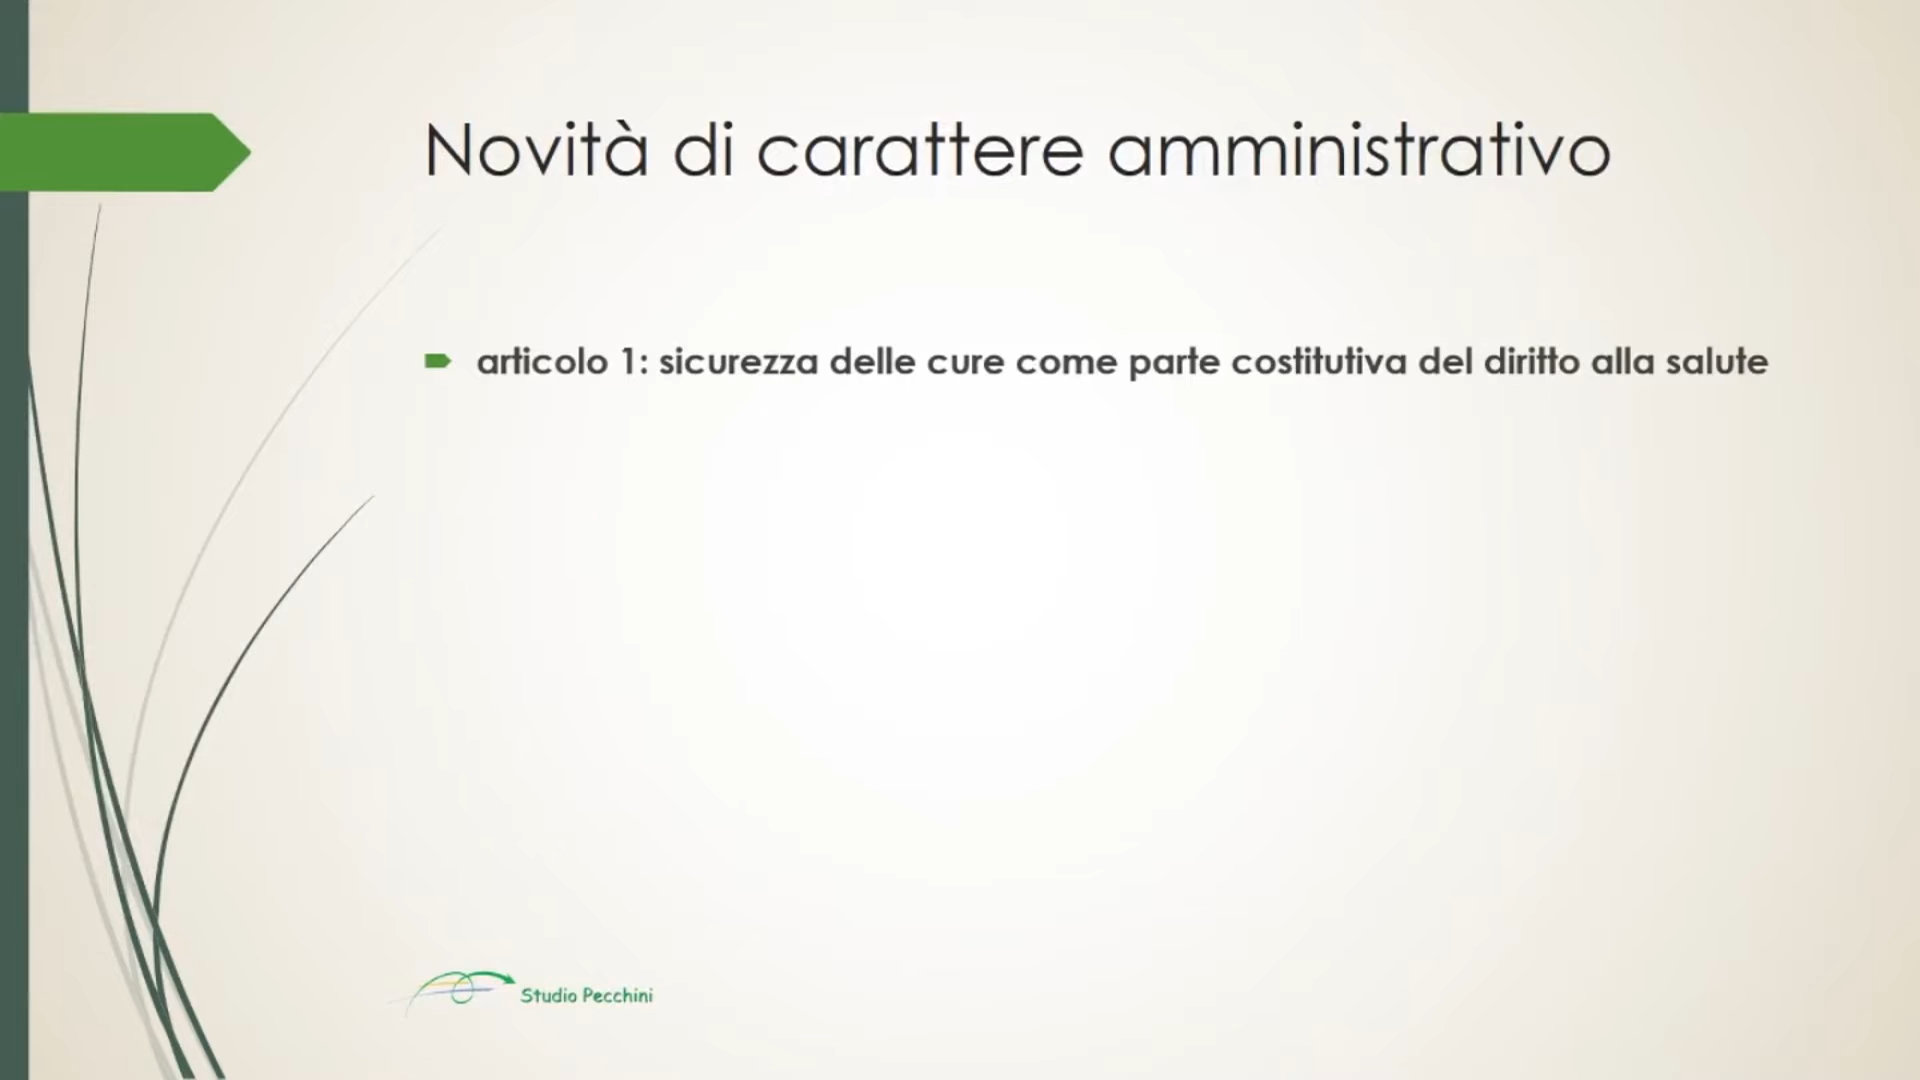 Novità di carattere amministrativo
articolo 1: sicurezza delle cure come parte costitutiva del diritto alla salute
Studio Pecchini